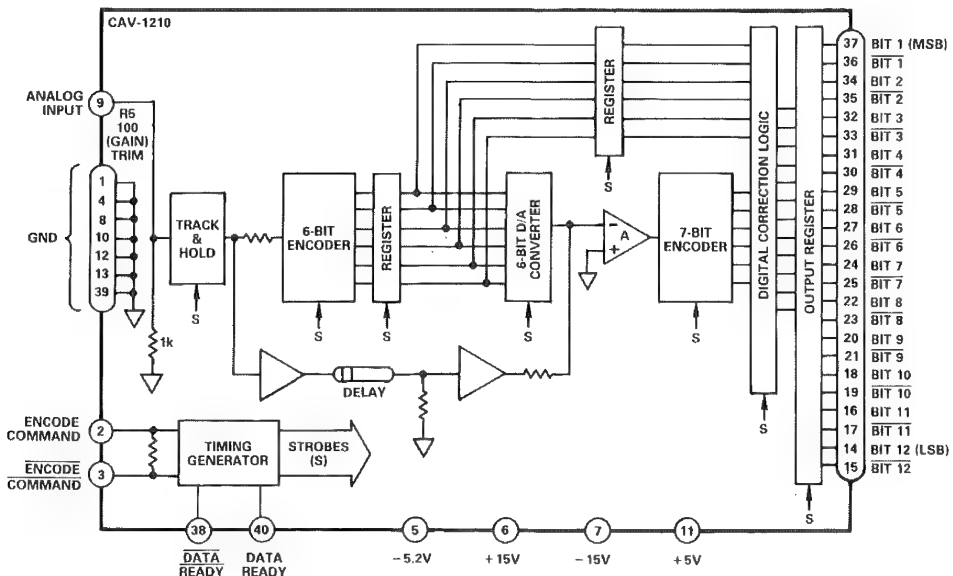 CAV-1210
ANALOG
INPUT
9
R5
100
(GAIN)
TRIM
GND
1
4
8
10
12
13
39
TRACK
&
HOLD
S
1k
6-BIT
ENCODER
S
REGISTER
S
6-BIT D/A
CONVERTER
S
REGISTER
S
A
− +
7-BIT
ENCODER
S
DIGITAL CORRECTION LOGIC
S
OUTPUT REGISTER
S
DELAY
ENCODE
COMMAND
2
ENCODE
COMMAND
3
TIMING
GENERATOR
STROBES
(S)
38
DATA
READY
40
DATA
READY
5
−5.2V
6
+15V
7
−15V
11
+5V
37 BIT 1 (MSB)
36 BIT 1
34 BIT 2
35 BIT 2
32 BIT 3
33 BIT 3
31 BIT 4
30 BIT 4
29 BIT 5
28 BIT 5
27 BIT 6
26 BIT 6
24 BIT 7
25 BIT 7
22 BIT 8
23 BIT 8
20 BIT 9
21 BIT 9
18 BIT 10
19 BIT 10
16 BIT 11
17 BIT 11
14 BIT 12 (LSB)
15 BIT 12